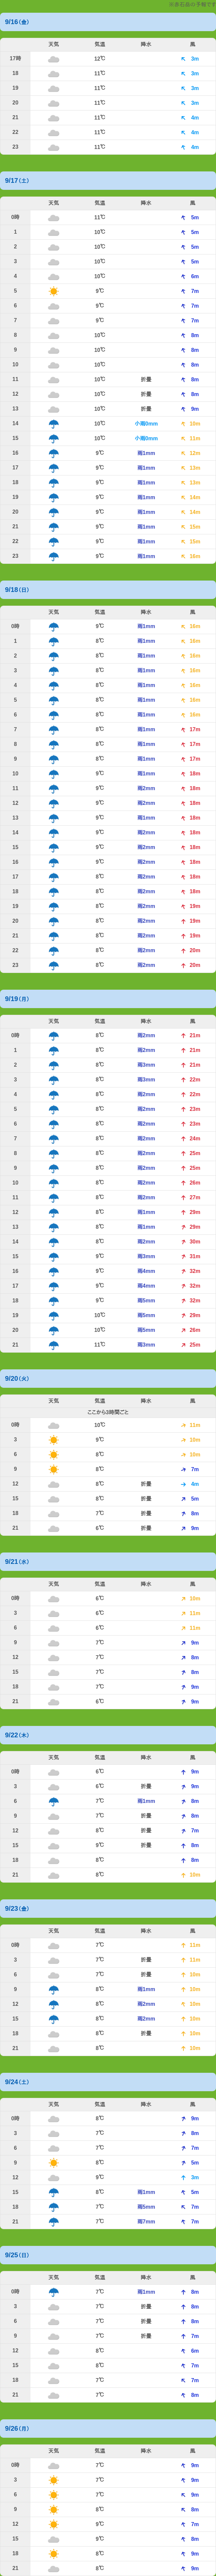 ※赤石岳の予報です
9/16(金)
天気 気温 降水 風
17時 12℃ 3m
18 11℃ 3m
19 11℃ 3m
20 11℃ 3m
21 11℃ 4m
22 11℃ 4m
23 11℃ 4m
9/17(土)
天気 気温 降水 風
0時 11℃ 5m
1 10℃ 5m
2 10℃ 5m
3 10℃ 5m
4 10℃ 6m
5 9℃ 7m
6 9℃ 7m
7 9℃ 7m
8 10℃ 8m
9 10℃ 8m
10 10℃ 8m
11 10℃ 折畳 8m
12 10℃ 折畳 8m
13 10℃ 折畳 9m
14 10℃ 小雨0mm 10m
15 10℃ 小雨0mm 11m
16 9℃ 雨1mm 12m
17 9℃ 雨1mm 13m
18 9℃ 雨1mm 13m
19 9℃ 雨1mm 14m
20 9℃ 雨1mm 14m
21 9℃ 雨1mm 15m
22 9℃ 雨1mm 15m
23 9℃ 雨1mm 16m
9/18(日)
天気 気温 降水 風
0時 9℃ 雨1mm 16m
1 8℃ 雨1mm 16m
2 8℃ 雨1mm 16m
3 8℃ 雨1mm 16m
4 8℃ 雨1mm 16m
5 8℃ 雨1mm 16m
6 8℃ 雨1mm 16m
7 8℃ 雨1mm 17m
8 8℃ 雨1mm 17m
9 8℃ 雨1mm 17m
10 9℃ 雨1mm 18m
11 9℃ 雨2mm 18m
12 9℃ 雨2mm 18m
13 9℃ 雨1mm 18m
14 9℃ 雨2mm 18m
15 9℃ 雨2mm 18m
16 9℃ 雨2mm 18m
17 8℃ 雨2mm 18m
18 8℃ 雨2mm 18m
19 8℃ 雨2mm 19m
20 8℃ 雨2mm 19m
21 8℃ 雨2mm 19m
22 8℃ 雨2mm 20m
23 8℃ 雨2mm 20m
9/19(月)
天気 気温 降水 風
0時 8℃ 雨2mm 21m
1 8℃ 雨2mm 21m
2 8℃ 雨3mm 21m
3 8℃ 雨3mm 22m
4 8℃ 雨2mm 22m
5 8℃ 雨2mm 23m
6 8℃ 雨2mm 23m
7 8℃ 雨2mm 24m
8 8℃ 雨2mm 25m
9 8℃ 雨2mm 25m
10 8℃ 雨2mm 26m
11 8℃ 雨2mm 27m
12 8℃ 雨1mm 29m
13 8℃ 雨1mm 29m
14 8℃ 雨2mm 30m
15 9℃ 雨3mm 31m
16 9℃ 雨4mm 32m
17 9℃ 雨4mm 32m
18 9℃ 雨5mm 32m
19 10℃ 雨5mm 29m
20 10℃ 雨5mm 26m
21 11℃ 雨3mm 25m
9/20(火)
天気 気温 降水 風
ここから3時間ごと
0時 10℃ 11m
3 9℃ 10m
6 8℃ 10m
9 8℃ 7m
12 8℃ 折畳 4m
15 8℃ 折畳 5m
18 7℃ 折畳 8m
21 6℃ 折畳 9m
9/21(水)
天気 気温 降水 風
0時 6℃ 10m
3 6℃ 11m
6 6℃ 11m
9 7℃ 9m
12 7℃ 8m
15 7℃ 8m
18 7℃ 9m
21 6℃ 9m
9/22(木)
天気 気温 降水 風
0時 6℃ 9m
3 6℃ 折畳 9m
6 7℃ 雨1mm 8m
9 7℃ 折畳 8m
12 8℃ 折畳 7m
15 9℃ 折畳 8m
18 8℃ 8m
21 8℃ 10m
9/23(金)
天気 気温 降水 風
0時 7℃ 11m
3 7℃ 折畳 11m
6 7℃ 折畳 10m
9 8℃ 雨1mm 10m
12 8℃ 雨2mm 10m
15 8℃ 雨2mm 10m
18 8℃ 折畳 10m
21 8℃ 10m
9/24(土)
天気 気温 降水 風
0時 8℃ 9m
3 7℃ 8m
6 7℃ 7m
9 8℃ 5m
12 9℃ 3m
15 8℃ 雨1mm 5m
18 7℃ 雨5mm 7m
21 7℃ 雨7mm 7m
9/25(日)
天気 気温 降水 風
0時 7℃ 雨1mm 8m
3 7℃ 折畳 8m
6 7℃ 折畳 8m
9 7℃ 折畳 7m
12 8℃ 6m
15 8℃ 7m
18 7℃ 7m
21 7℃ 8m
9/26(月)
天気 気温 降水 風
0時 7℃ 9m
3 7℃ 9m
6 7℃ 9m
9 8℃ 8m
12 9℃ 7m
15 9℃ 8m
18 8℃ 9m
21 8℃ 9m